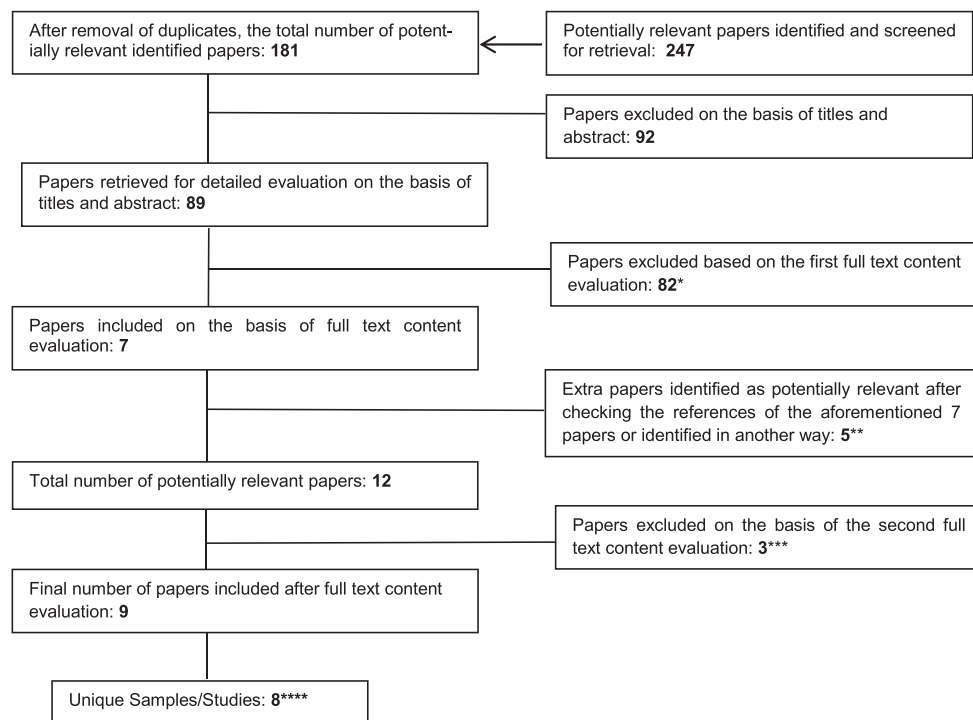 After removal of duplicates, the total number of potent-
ially relevant identified papers: 181
Potentially relevant papers identified and screened
for retrieval: 247
Papers excluded on the basis of titles and
abstract: 92
Papers retrieved for detailed evaluation on the basis of
titles and abstract: 89
Papers excluded based on the first full text content
evaluation: 82*
Papers included on the basis of full text content
evaluation: 7
Extra papers identified as potentially relevant after
checking the references of the aforementioned 7
papers or identified in another way: 5**
Total number of potentially relevant papers: 12
Papers excluded on the basis of the second full
text content evaluation: 3***
Final number of papers included after full text content
evaluation: 9
Unique Samples/Studies: 8****